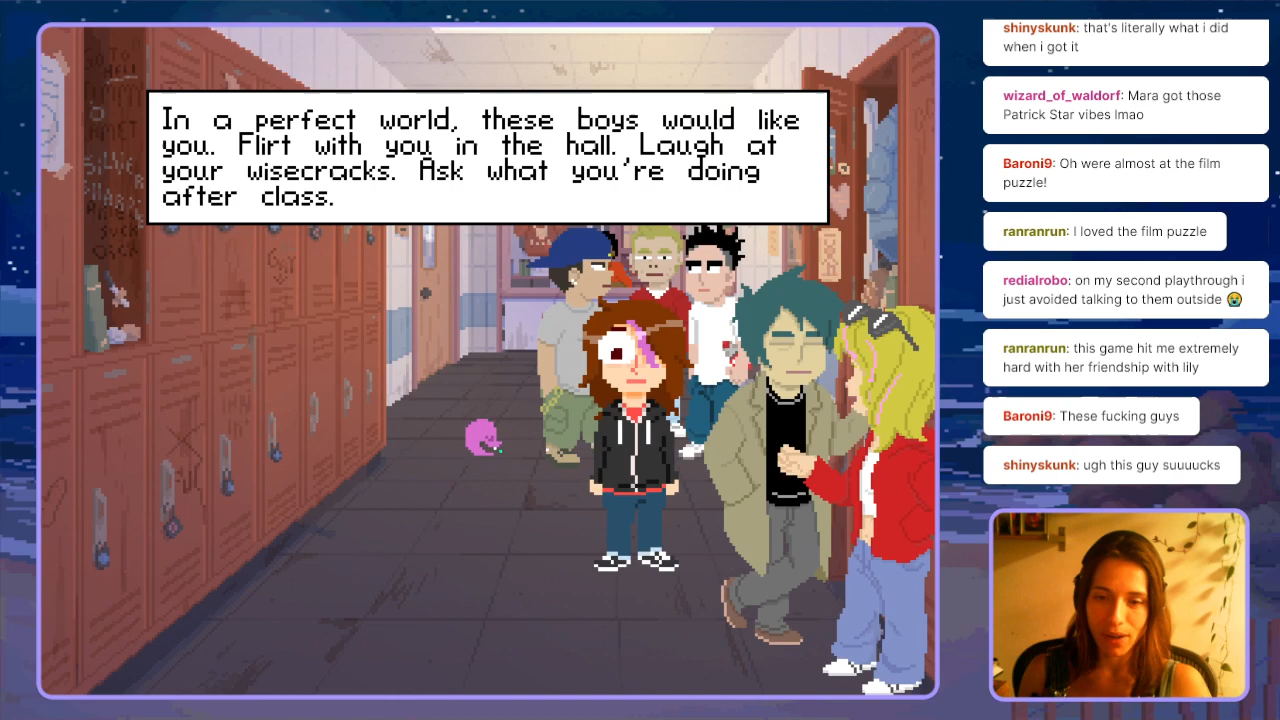 In a perfect world, these boys would like
you. Flirt with you in the hall. Laugh at
your wisecracks. Ask what you're doing
after class.
shinyskunk: that's literally what i did
when i got it
wizard_of_waldorf: Mara got those
Patrick Star vibes lmao
Baroni9: Oh were almost at the film
puzzle!
ranranrun: I loved the film puzzle
redialrobo: on my second playthrough i
just avoided talking to them outside 😭
ranranrun: this game hit me extremely
hard with her friendship with lily
Baroni9: These fucking guys
shinyskunk: ugh this guy suuuucks